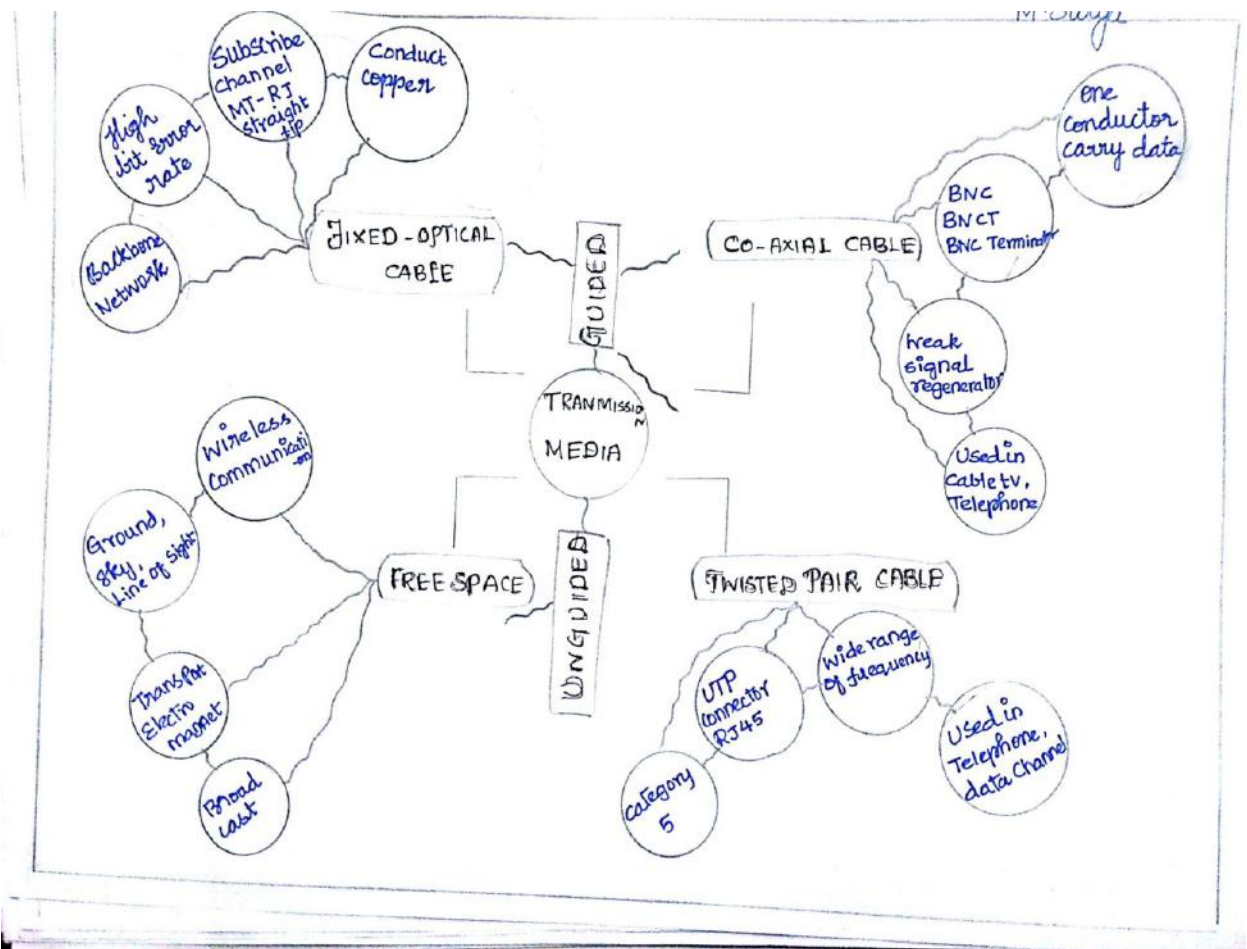 Subscribe
channel
MT-RJ
straight
tip
Conduct
copper
High
bit error
rate
Backbone
Network
FIXED-OPTICAL
CABLE
GUIDED
CO-AXIAL CABLE
one
conductor
carry data
BNC
BNCT
BNC Terminator
weak
signal
regenerator
Used in
Cable tv,
Telephone
TRANMISSIO
N
MEDIA
Wireless
Communicati
-on
Ground,
sky,
Line of sight
Transport
Electro
magnet
Broad
cast
FREE SPACE
UNGUIDED
TWISTED PAIR CABLE
Wide range
of frequency
UTP
connector
RJ45
category
5
Used in
Telephone,
data Channel